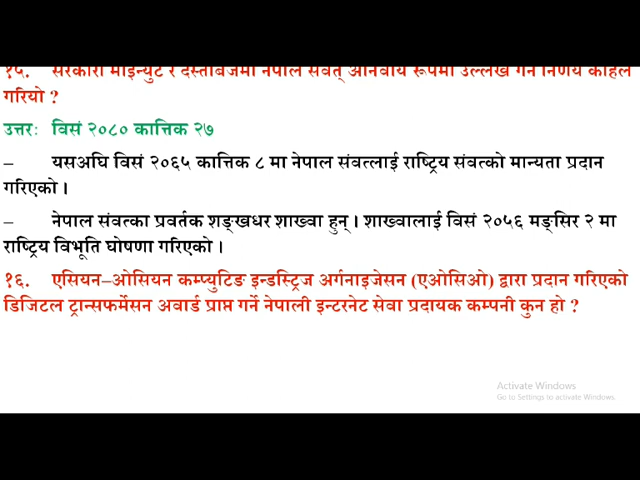 १५. सरकारी माइन्युट र दस्तावेजमा नेपाल संवत् अनिवार्य रूपमा उल्लेख गर्ने निर्णय कहिले
गरियो ?
उत्तरः विसं २०८० कात्तिक २७
– यसअघि विसं २०६५ कात्तिक ८ मा नेपाल संवत्लाई राष्ट्रिय संवत्को मान्यता प्रदान
गरिएको ।
– नेपाल संवत्का प्रवर्तक शङ्खधर शाख्वा हुन् । शाख्वालाई विसं २०५६ मङ्सिर २ मा
राष्ट्रिय विभूति घोषणा गरिएको ।
१६. एसियन–ओसियन कम्प्युटिङ इन्डस्ट्रिज अर्गनाइजेसन (एओसिओ) द्वारा प्रदान गरिएको
डिजिटल ट्रान्सफर्मेसन अवार्ड प्राप्त गर्ने नेपाली इन्टरनेट सेवा प्रदायक कम्पनी कुन हो ?
Activate Windows
Go to Settings to activate Windows.